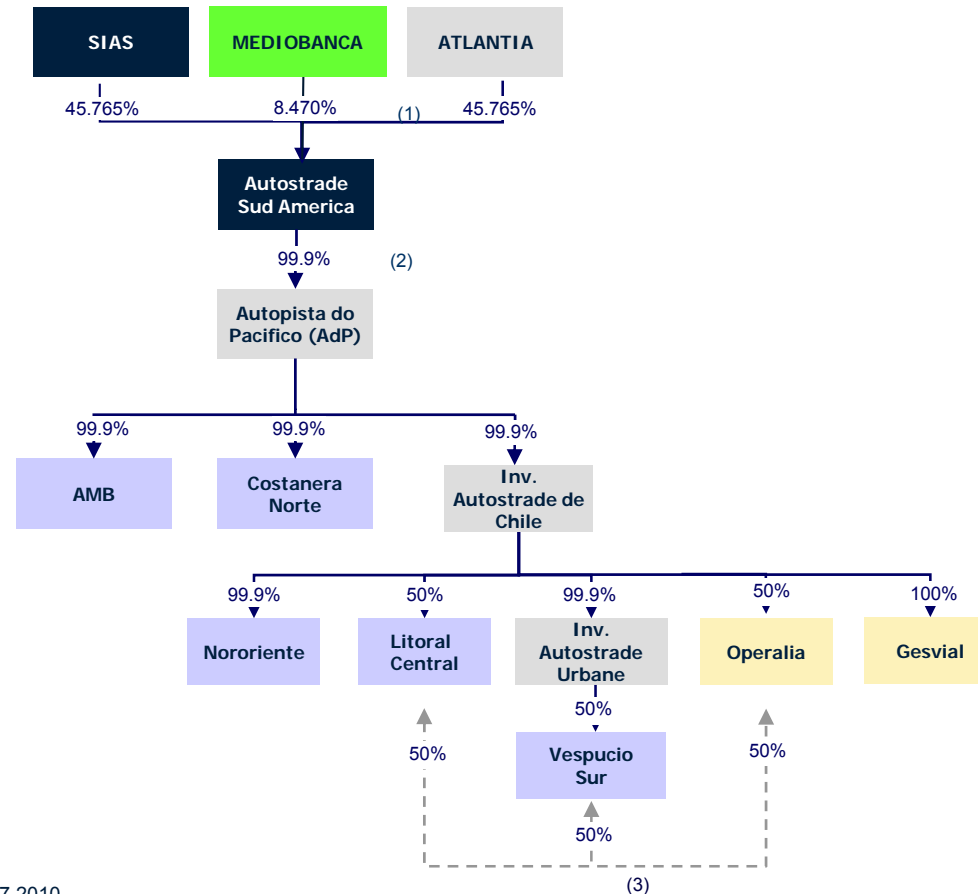 SIAS
MEDIOBANCA
ATLANTIA
45.765%
8.470%
(1)
45.765%
Autostrade
Sud America
99.9%
(2)
Autopista do
Pacifico (AdP)
99.9%
99.9%
99.9%
AMB
Costanera
Norte
Inv.
Autostrade de
Chile
99.9%
50%
99.9%
50%
100%
Nororiente
Litoral
Central
Inv.
Autostrade
Urbane
Operalia
Gesvial
50%
50%
Vespucio
Sur
50%
50%
(3)
7 2010